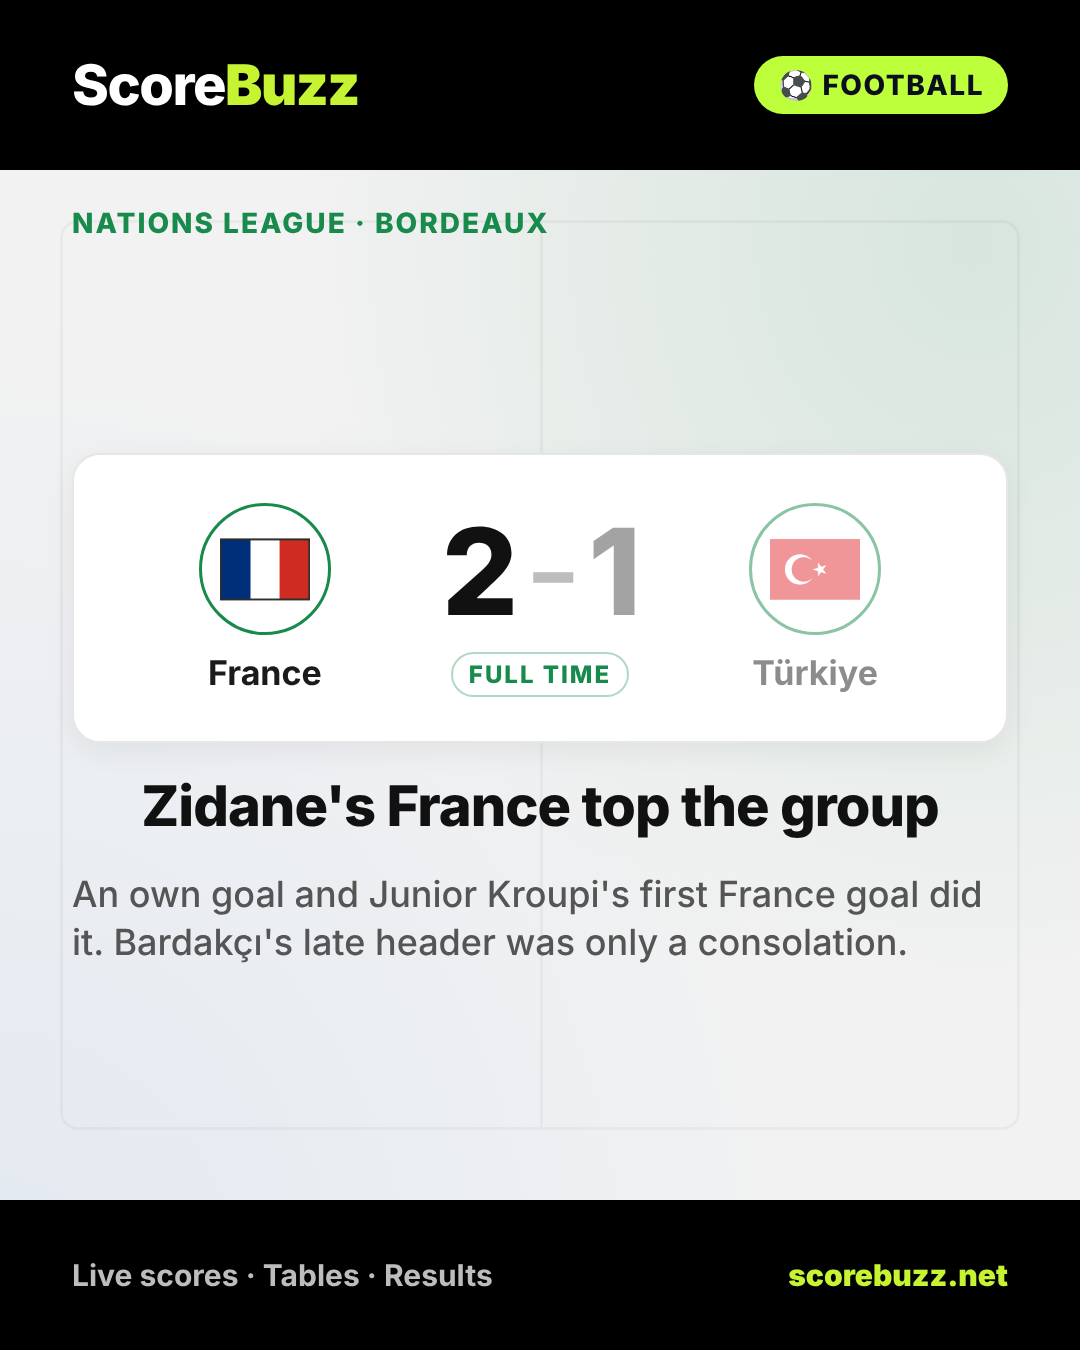 ScoreBuzz
⚽ FOOTBALL
NATIONS LEAGUE · BORDEAUX
2 - 1
France
FULL TIME
Türkiye
Zidane's France top the group
An own goal and Junior Kroupi's first France goal did
it. Bardakçı's late header was only a consolation.
Live scores · Tables · Results
scorebuzz.net